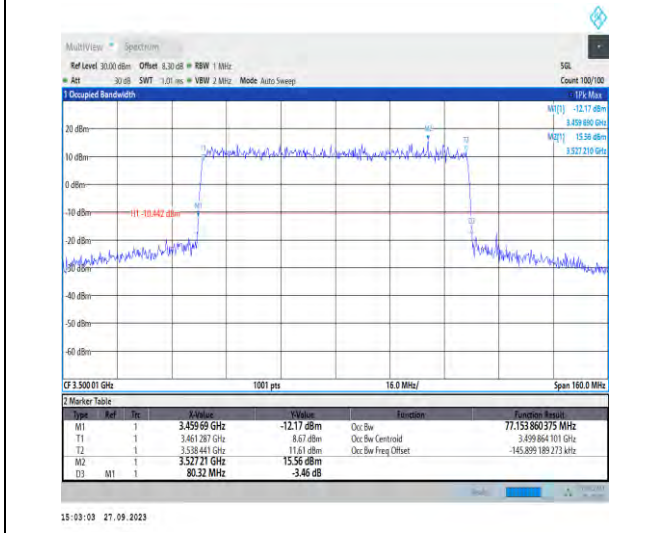 MultiView Spectrum
Ref Level 30.00 dBm Offset 8.30 dB RBW 1 MHz SGL
Att 30 dB SWT 1.01 ms VBW 2 MHz Mode Auto Sweep Count 100/100
1 Occupied Bandwidth 1Pk Max
M1[1] -12.17 dBm
3.459 690 GHz
M2[1] 15.56 dBm
3.527 210 GHz
20 dBm
M2
T1
T2
10 dBm
0 dBm
M1
-10 dBm
H1 -10.442 dBm
D3
-20 dBm
-30 dBm
-40 dBm
-50 dBm
-60 dBm
CF 3.500 01 GHz 1001 pts 16.0 MHz/ Span 160.0 MHz
2 Marker Table
Type Ref Trc X-Value Y-Value Function Function Result
M1 1 3.459 69 GHz -12.17 dBm Occ Bw 77.153 860 375 MHz
T1 1 3.461 287 GHz 8.67 dBm Occ Bw Centroid 3.499 864 101 GHz
T2 1 3.538 441 GHz 11.61 dBm Occ Bw Freq Offset -145.899 189 273 kHz
M2 1 3.527 21 GHz 15.56 dBm
D3 M1 1 80.32 MHz -3.46 dB
15:03:03 27.09.2023